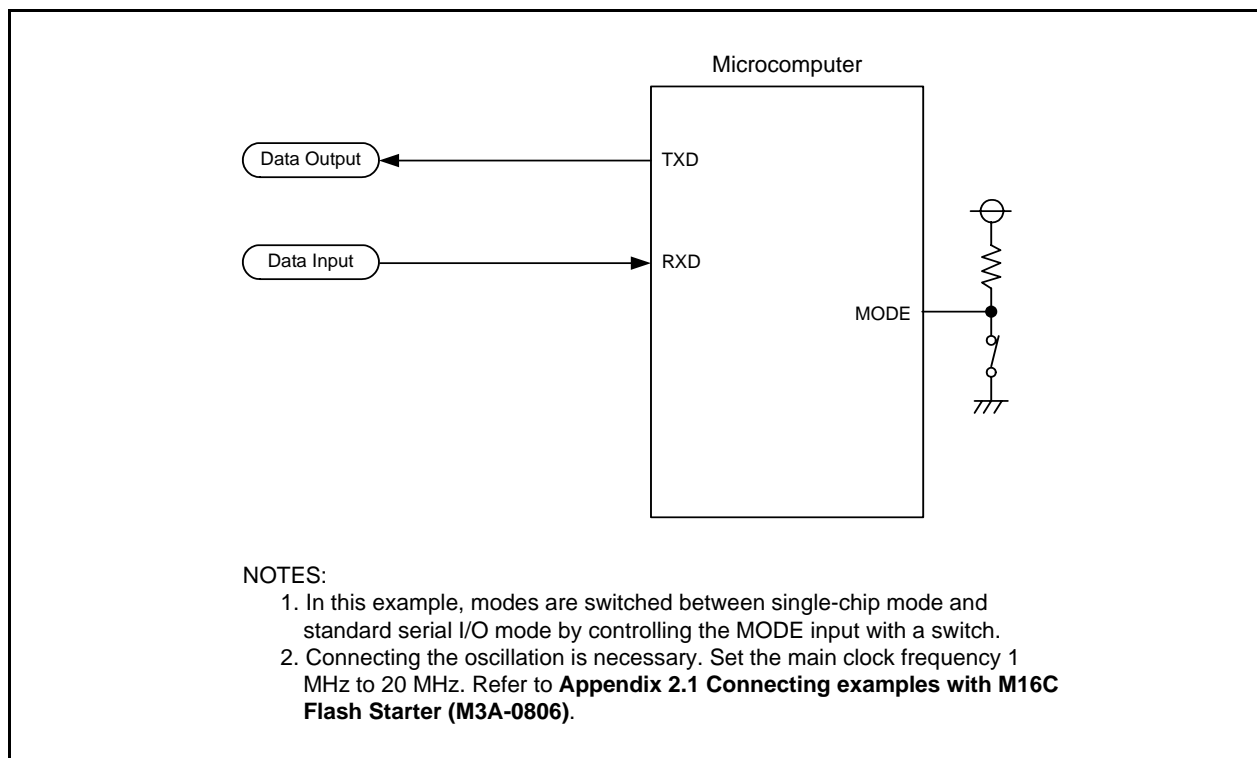 Microcomputer
Data Output
TXD
Data Input
RXD
MODE
NOTES:
1. In this example, modes are switched between single-chip mode and
standard serial I/O mode by controlling the MODE input with a switch.
2. Connecting the oscillation is necessary. Set the main clock frequency 1
MHz to 20 MHz. Refer to Appendix 2.1 Connecting examples with M16C
Flash Starter (M3A-0806).